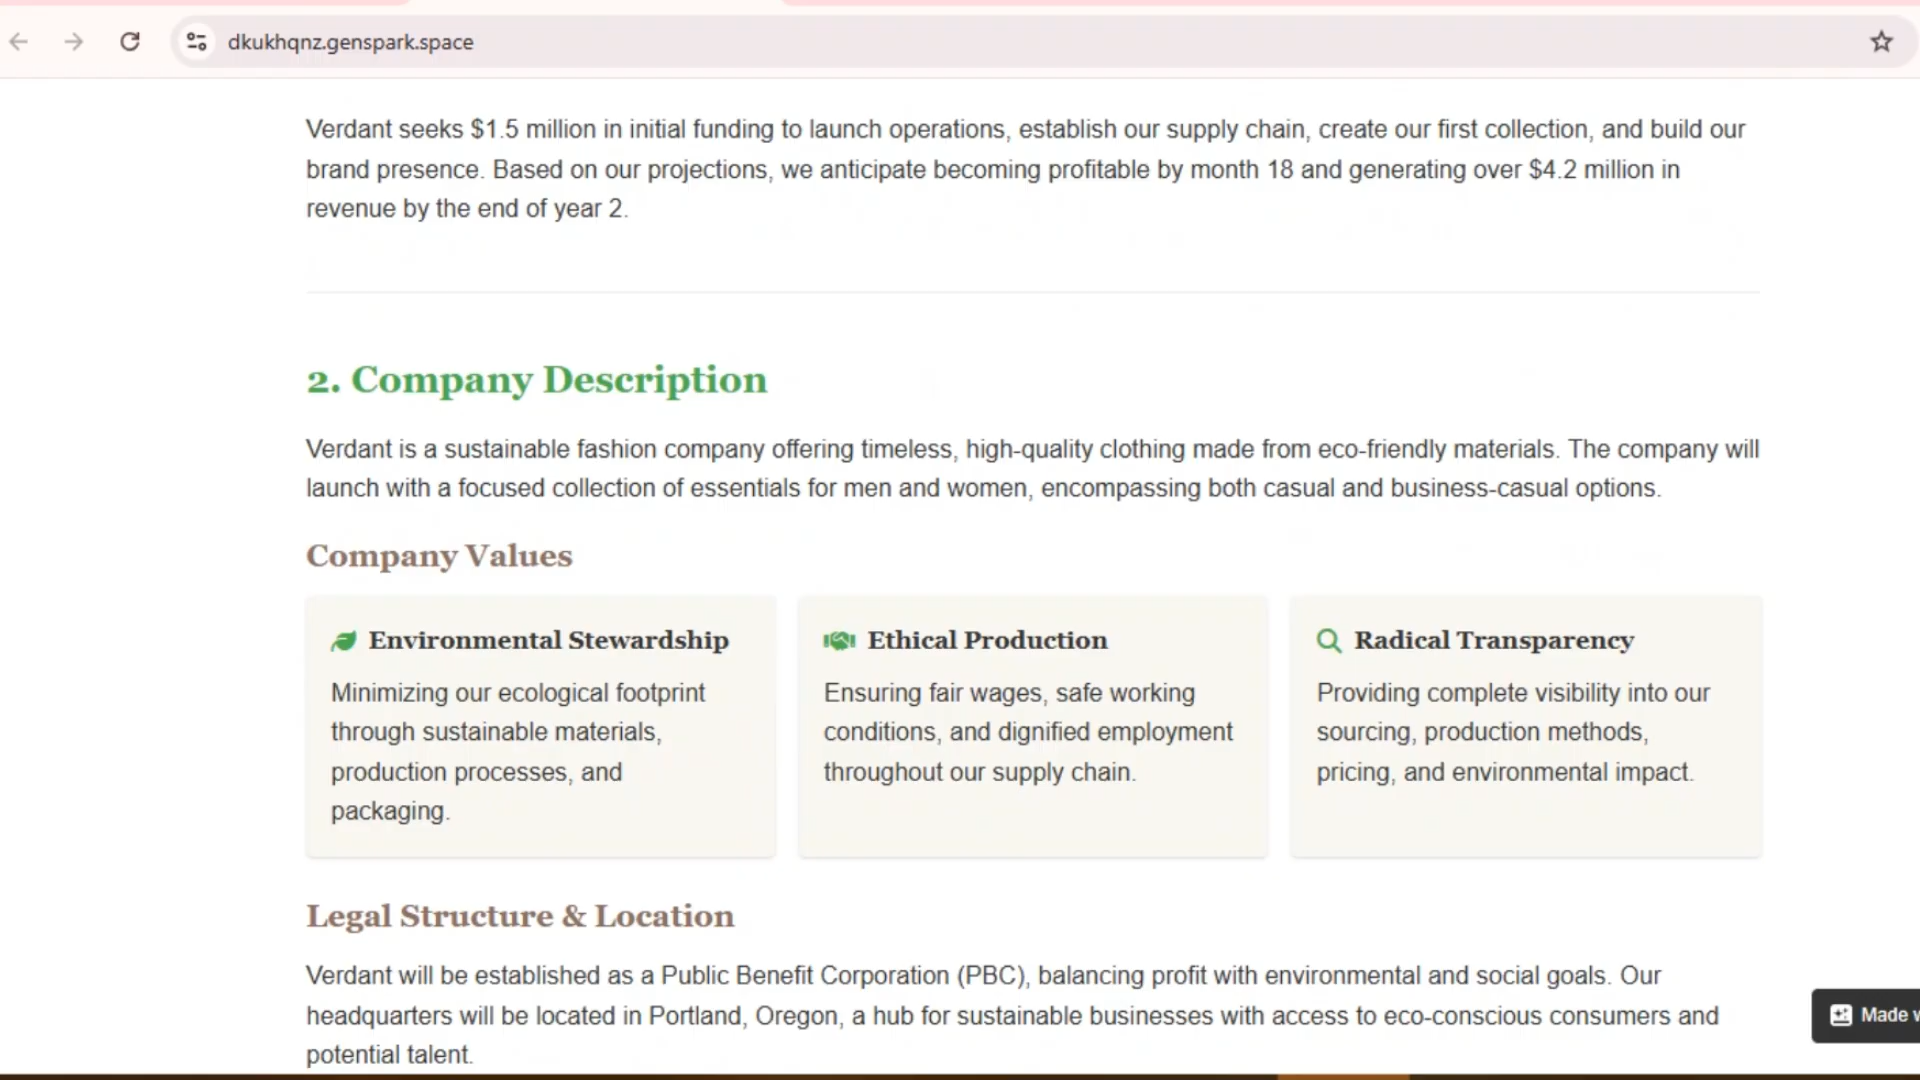 dkukhqnz.genspark.space
Verdant seeks $1.5 million in initial funding to launch operations, establish our supply chain, create our first collection, and build our
brand presence. Based on our projections, we anticipate becoming profitable by month 18 and generating over $4.2 million in
revenue by the end of year 2.
2. Company Description
Verdant is a sustainable fashion company offering timeless, high-quality clothing made from eco-friendly materials. The company will
launch with a focused collection of essentials for men and women, encompassing both casual and business-casual options.
Company Values
Environmental Stewardship
Minimizing our ecological footprint
through sustainable materials,
production processes, and
packaging.
Ethical Production
Ensuring fair wages, safe working
conditions, and dignified employment
throughout our supply chain.
Radical Transparency
Providing complete visibility into our
sourcing, production methods,
pricing, and environmental impact.
Legal Structure & Location
Verdant will be established as a Public Benefit Corporation (PBC), balancing profit with environmental and social goals. Our
headquarters will be located in Portland, Oregon, a hub for sustainable businesses with access to eco-conscious consumers and
potential talent.
Made